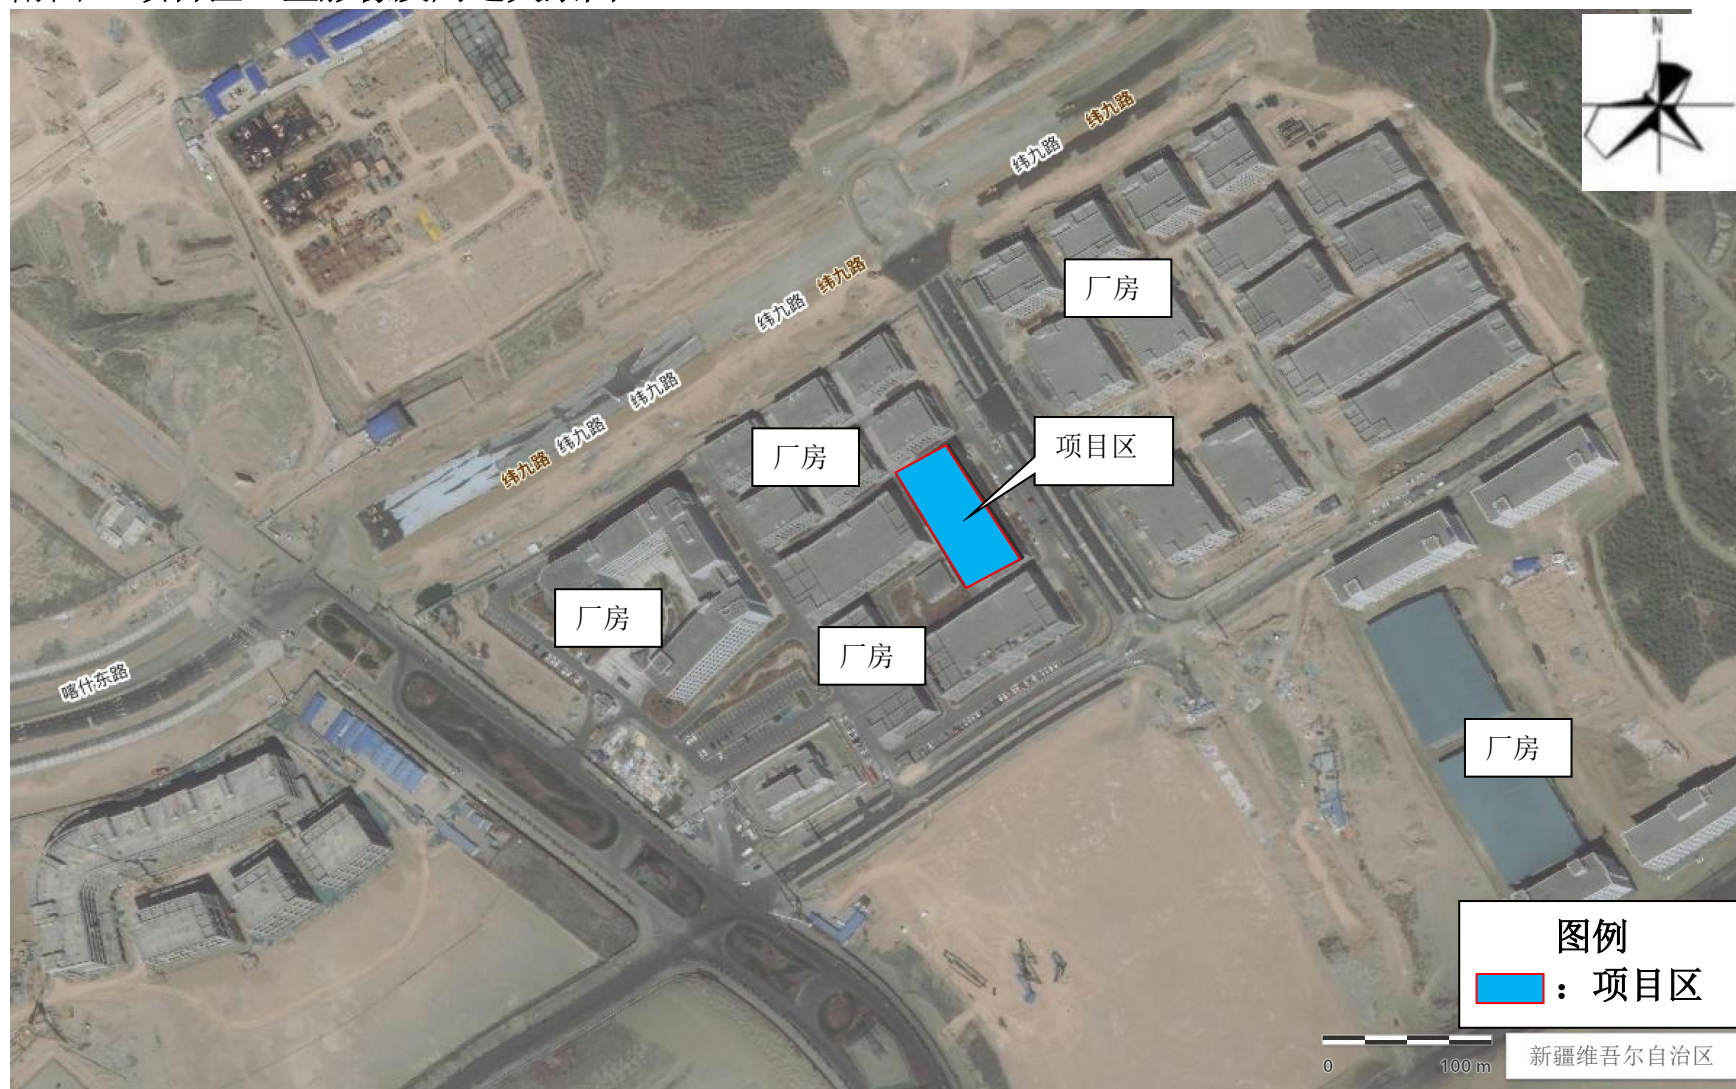 N
纬九路
纬九路
纬九路
纬九路
厂房
项目区
纬九路
厂房
纬九路
纬九路
厂房
厂房
喀什东路
厂房
图例
：项目区
0 100 m
新疆维吾尔自治区